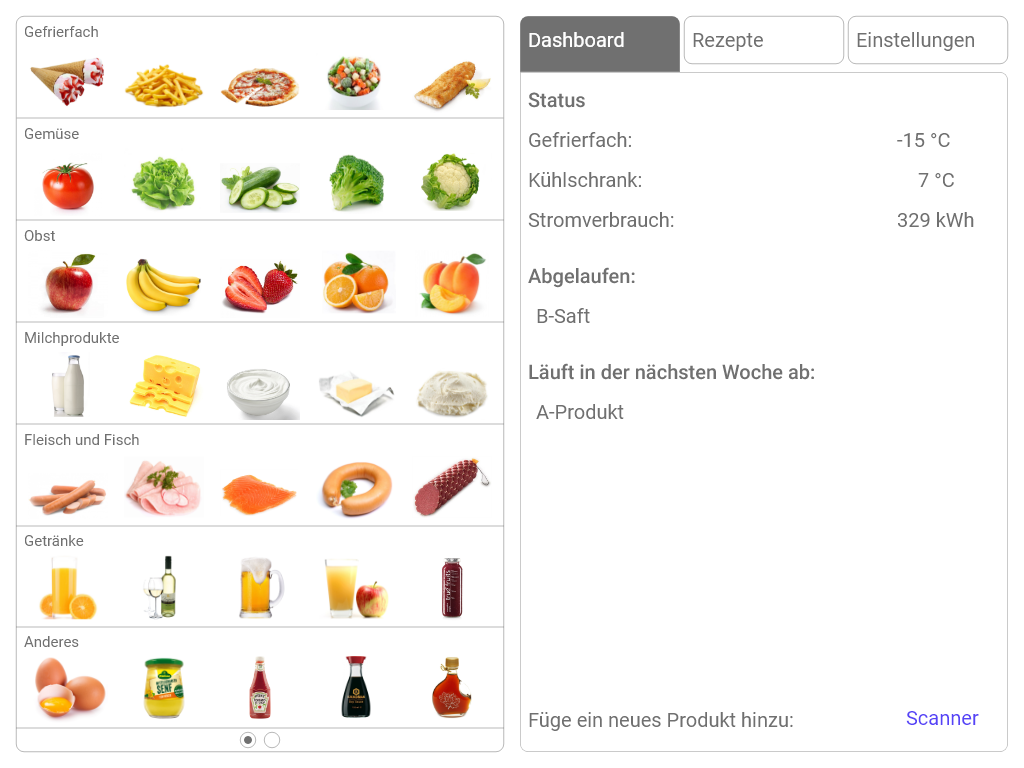 Gefrierfach
Gemüse
Obst
Milchprodukte
Fleisch und Fisch
Getränke
Anderes
SENF
Dashboard
Rezepte
Einstellungen
Status
Gefrierfach: -15 °C
Kühlschrank: 7 °C
Stromverbrauch: 329 kWh
Abgelaufen:
B-Saft
Läuft in der nächsten Woche ab:
A-Produkt
Füge ein neues Produkt hinzu: Scanner